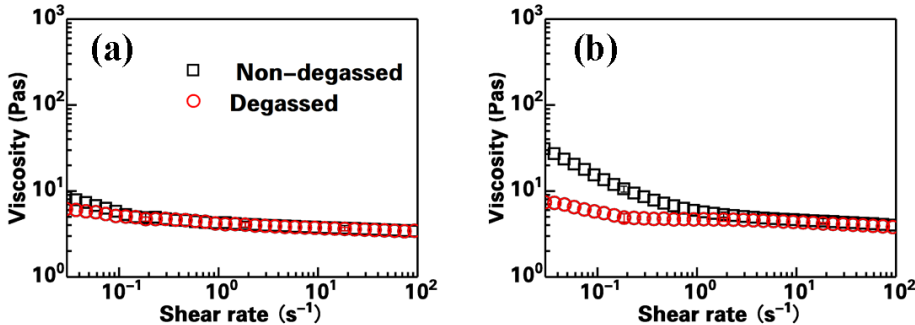 (a)
Non-degassed
Degassed
Viscosity (Pas)
10³
10²
10¹
10⁰
10⁻¹ 10⁰ 10¹ 10²
Shear rate (s⁻¹)
(b)
Viscosity (Pas)
10³
10²
10¹
10⁰
10⁻¹ 10⁰ 10¹ 10²
Shear rate (s⁻¹)